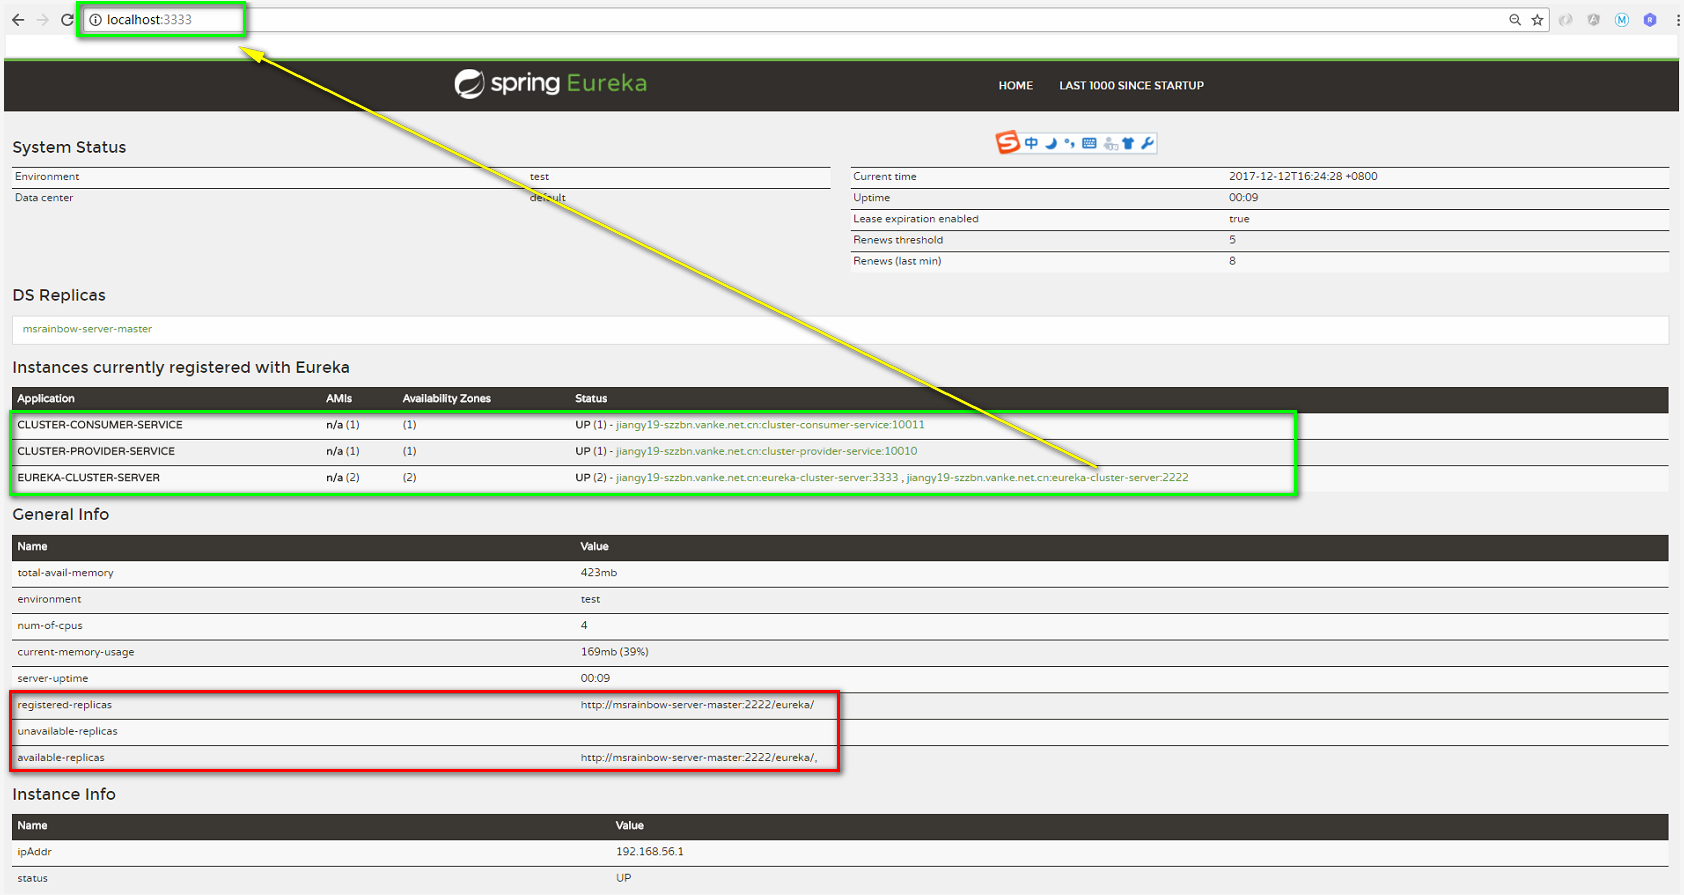 localhost:3333
spring Eureka
HOME LAST 1000 SINCE STARTUP
中
System Status
Environment test
Data center default
Current time 2017-12-12T16:24:28 +0800
Uptime 00:09
Lease expiration enabled true
Renews threshold 5
Renews (last min) 8
DS Replicas
msrainbow-server-master
Instances currently registered with Eureka
Application AMIs Availability Zones Status
CLUSTER-CONSUMER-SERVICE n/a (1) (1) UP (1) - jiangy19-szzbn.vanke.net.cn:cluster-consumer-service:10011
CLUSTER-PROVIDER-SERVICE n/a (1) (1) UP (1) - jiangy19-szzbn.vanke.net.cn:cluster-provider-service:10010
EUREKA-CLUSTER-SERVER n/a (2) (2) UP (2) - jiangy19-szzbn.vanke.net.cn:eureka-cluster-server:3333 , jiangy19-szzbn.vanke.net.cn:eureka-cluster-server:2222
General Info
Name Value
total-avail-memory 423mb
environment test
num-of-cpus 4
current-memory-usage 169mb (39%)
server-uptime 00:09
registered-replicas http://msrainbow-server-master:2222/eureka/
unavailable-replicas
available-replicas http://msrainbow-server-master:2222/eureka/,
Instance Info
Name Value
ipAddr 192.168.56.1
status UP